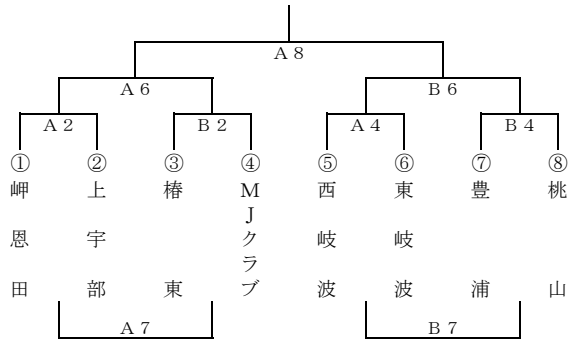 A8
A6
B6
A2
B2
A4
B4
①
②
③
④
⑤
⑥
⑦
⑧
岬恩田
上宇部
椿東
MJクラブ
西岐波
東岐波
豊浦
桃山
A7
B7